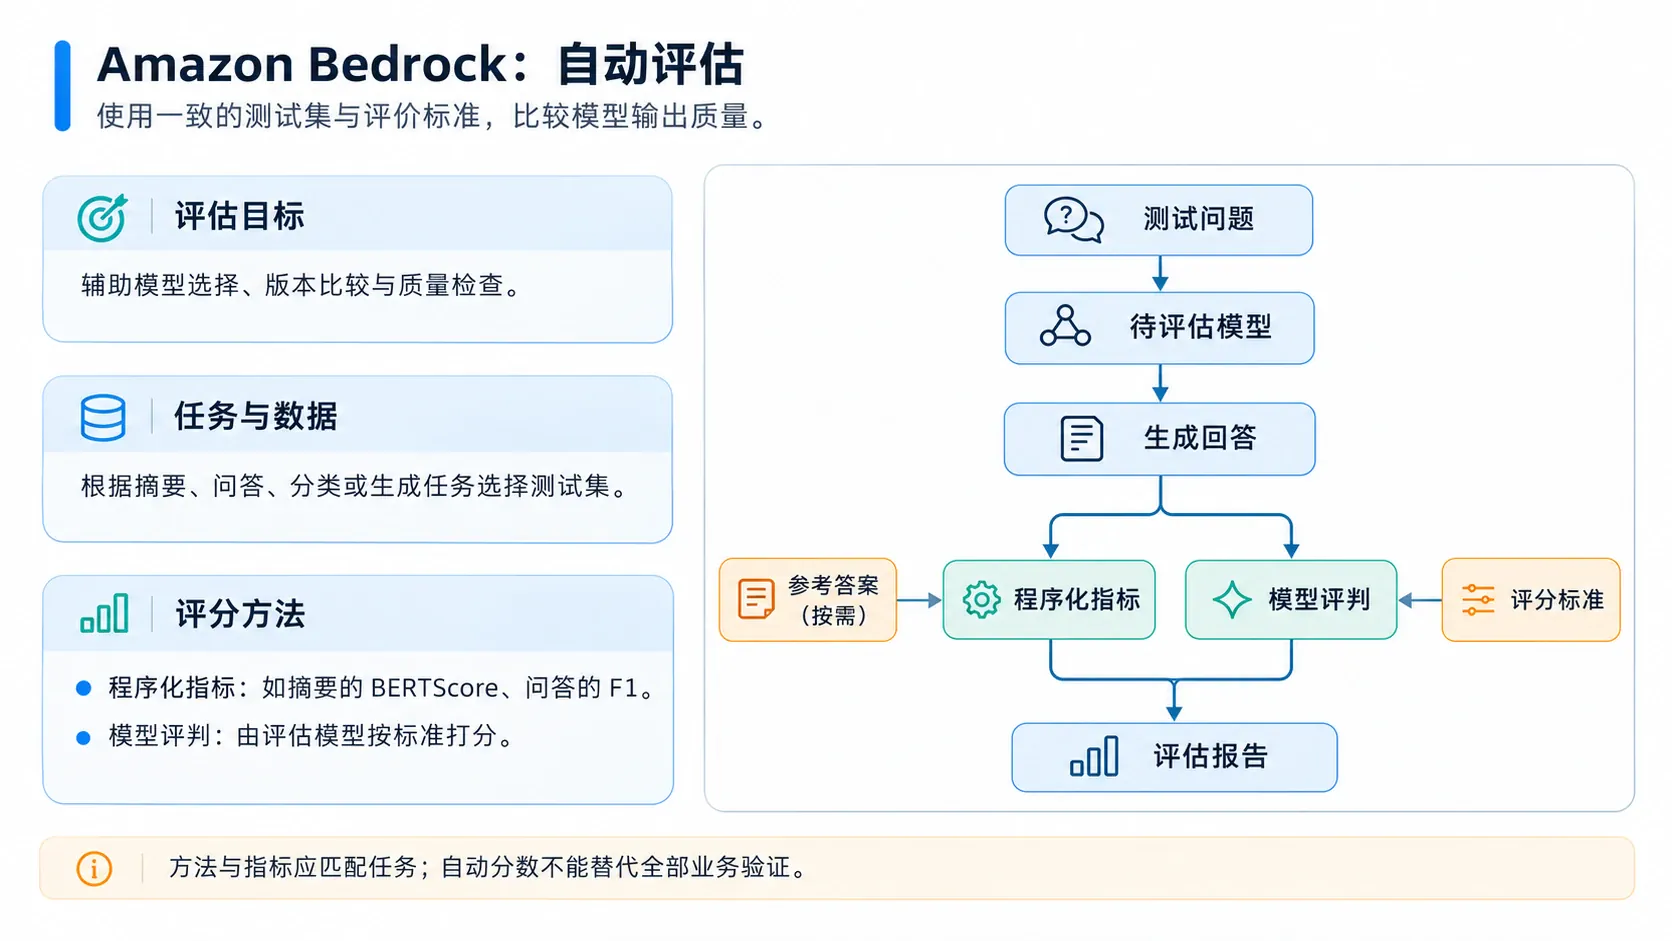 Amazon Bedrock：自动评估
使用一致的测试集与评价标准，比较模型输出质量。
评估目标
辅助模型选择、版本比较与质量检查。
任务与数据
根据摘要、问答、分类或生成任务选择测试集。
评分方法
程序化指标：如摘要的 BERTScore、问答的 F1。
模型评判：由评估模型按标准打分。
测试问题
待评估模型
生成回答
参考答案
（按需）
程序化指标
模型评判
评分标准
评估报告
方法与指标应匹配任务；自动分数不能替代全部业务验证。